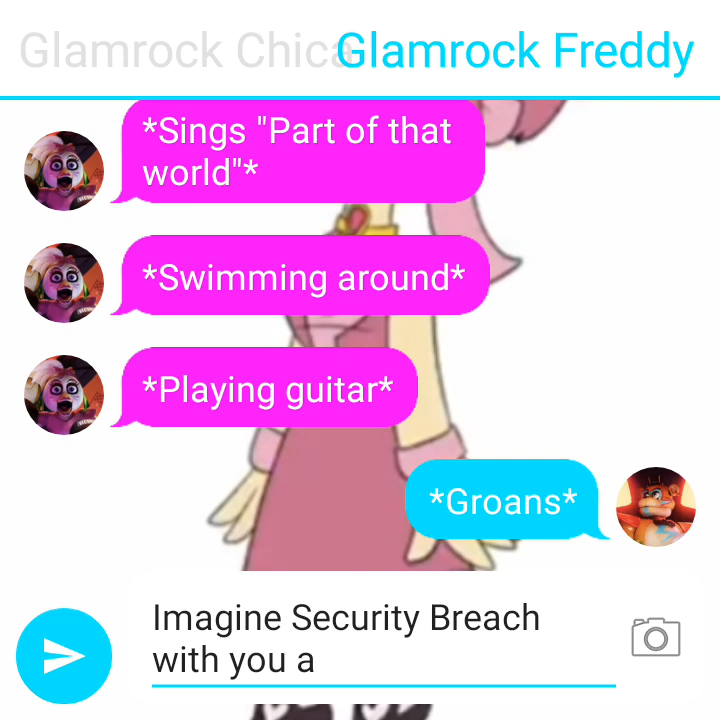 Glamrock Chica Glamrock Freddy
*Sings "Part of that
world"*
*Swimming around*
*Playing guitar*
*Groans*
Imagine Security Breach
with you a